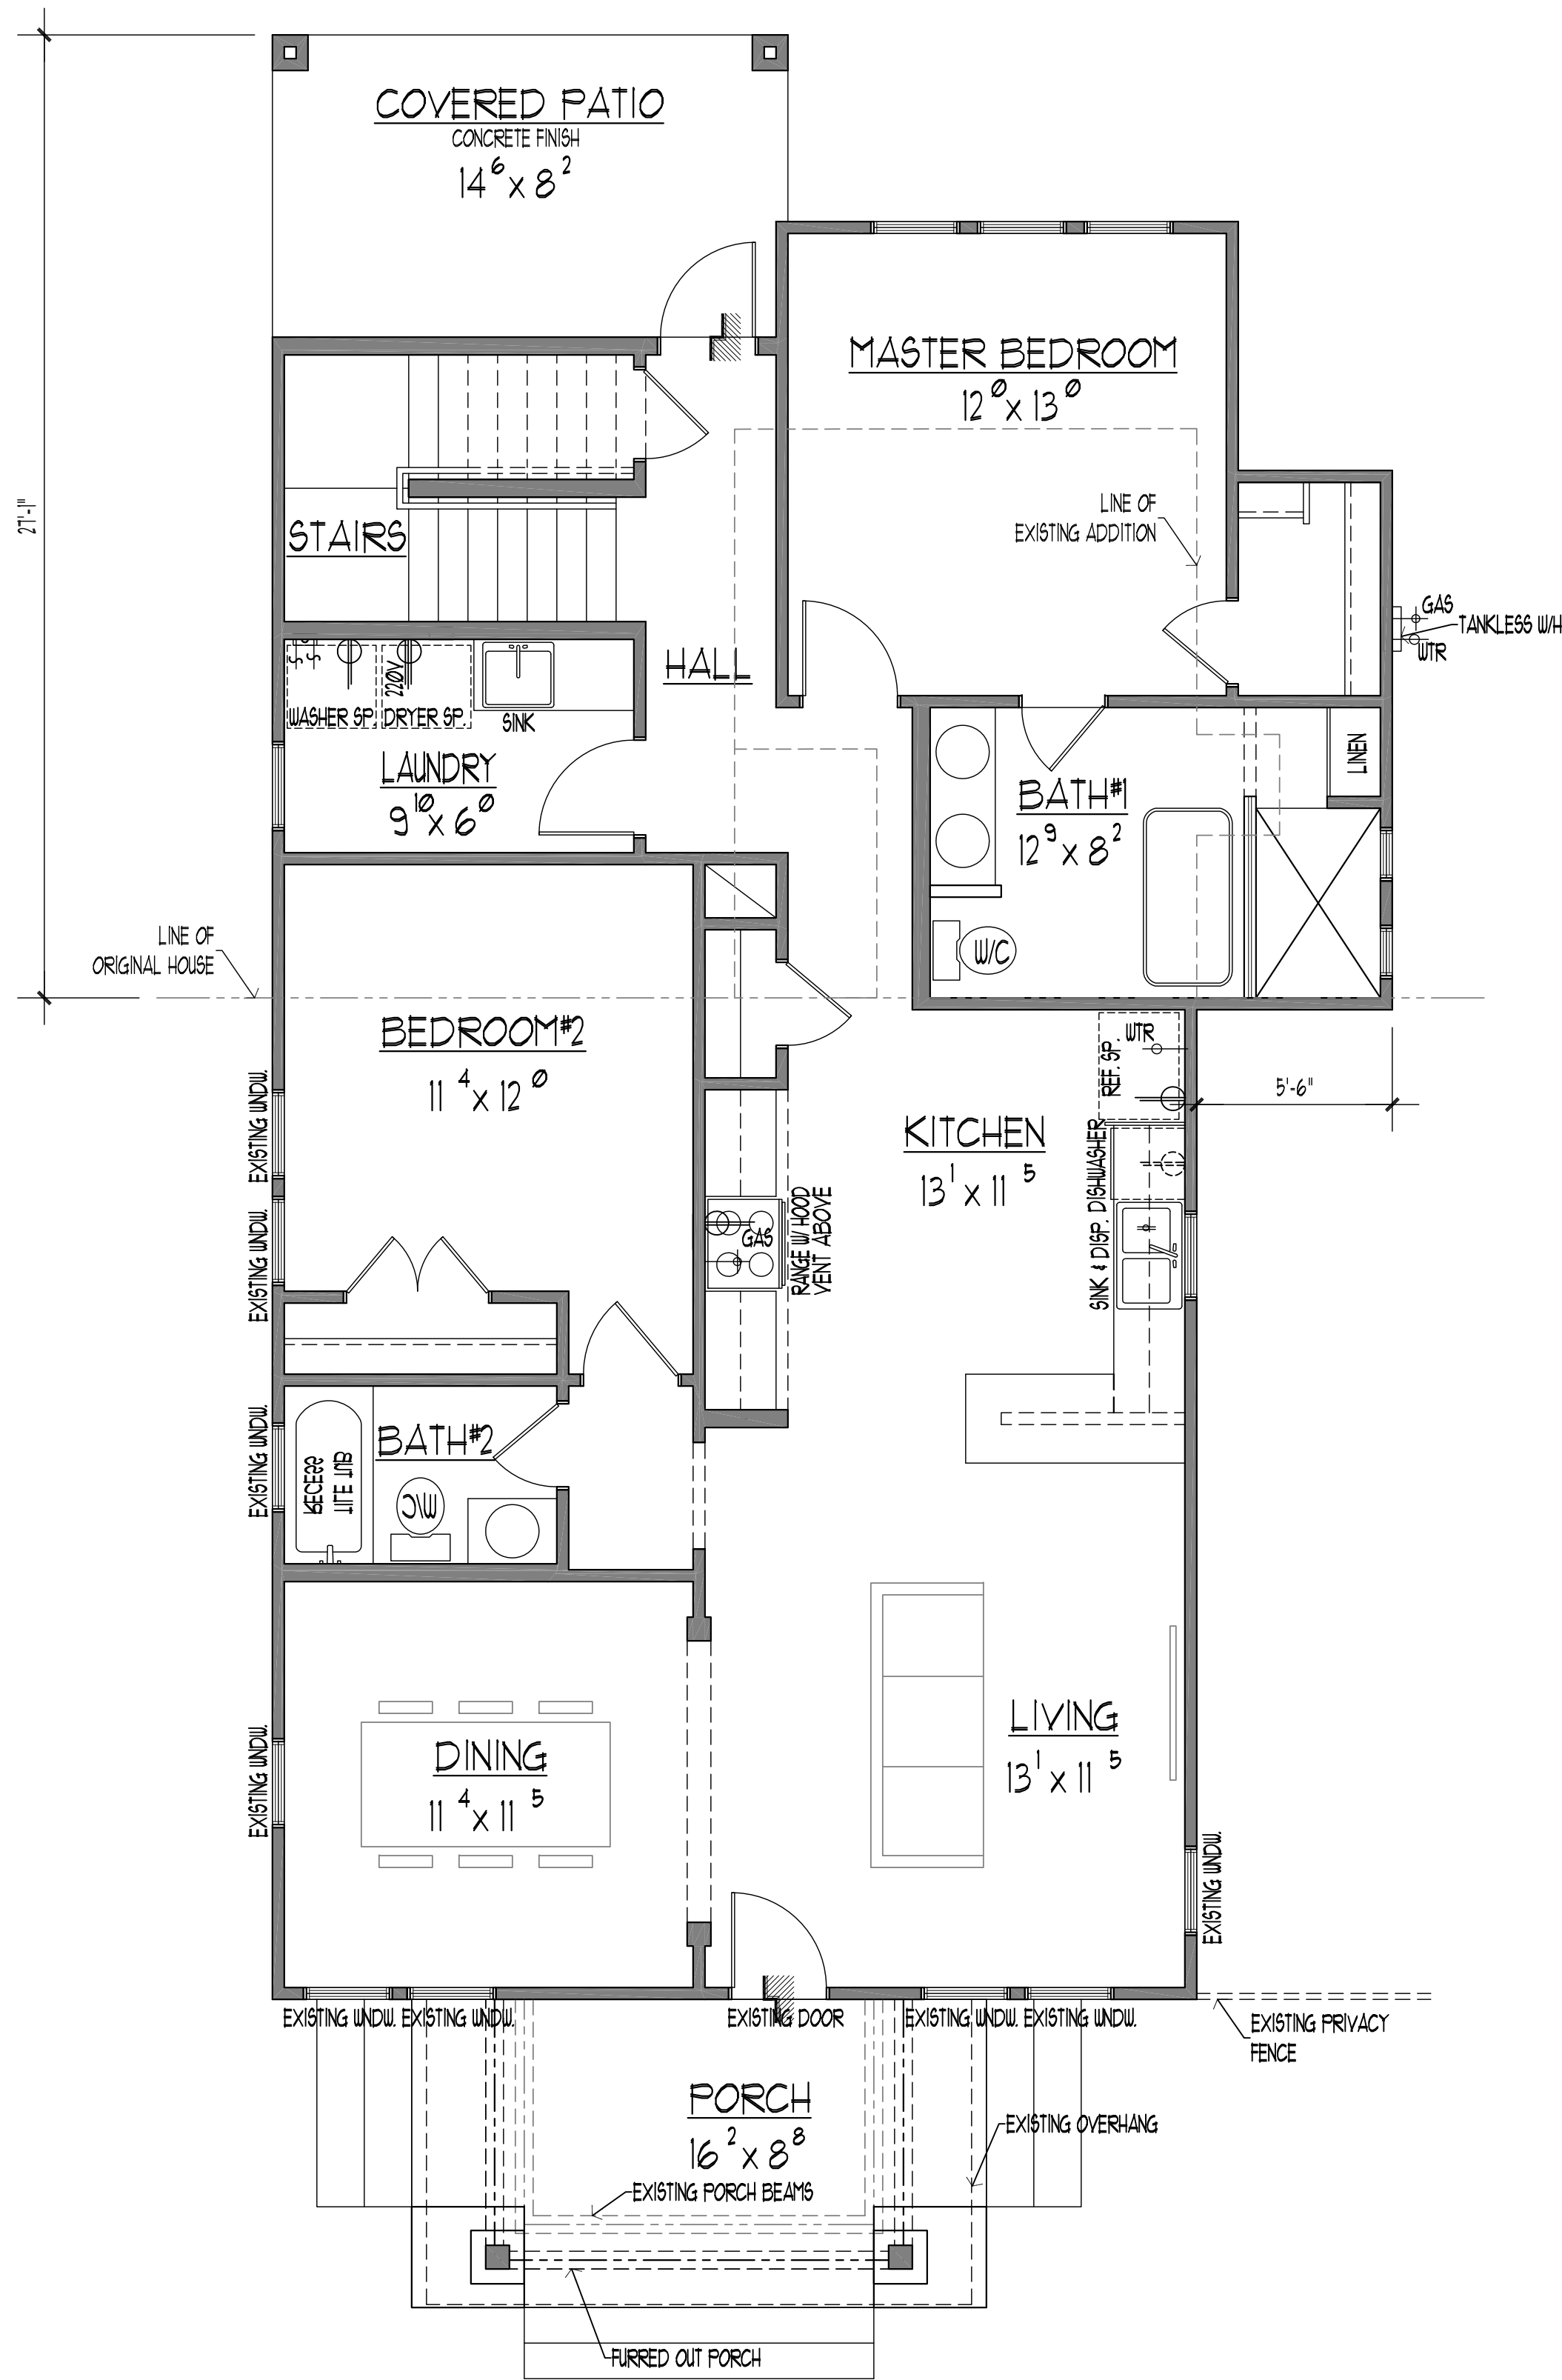 COVERED PATIO
CONCRETE FINISH
14⁶ x 8²
27'-1"
MASTER BEDROOM
12⁰ x 13⁰
LINE OF
EXISTING ADDITION
STAIRS
GAS
TANKLESS W/H
WTR
HALL
220V
WASHER SP.
DRYER SP.
SINK
LAUNDRY
9¹⁰ x 6⁰
LINEN
BATH#1
12⁹ x 8²
W/C
LINE OF
ORIGINAL HOUSE
BEDROOM#2
11⁴ x 12⁰
WTR
REF. SP.
5'-6"
KITCHEN
13¹ x 11⁵
EXISTING WNDW.
EXISTING WNDW.
RANGE W/ HOOD
VENT ABOVE
GAS
SINK & DISP.
DISHWASHER
EXISTING WNDW.
BATH#2
RECESS
TILE TUB
W/C
LIVING
13¹ x 11⁵
DINING
11⁴ x 11⁵
EXISTING WNDW.
EXISTING WNDW.
EXISTING WNDW.
EXISTING WNDW.
EXISTING DOOR
EXISTING WNDW.
EXISTING WNDW.
EXISTING PRIVACY
FENCE
PORCH
16² x 8⁸
EXISTING OVERHANG
EXISTING PORCH BEAMS
FURRED OUT PORCH